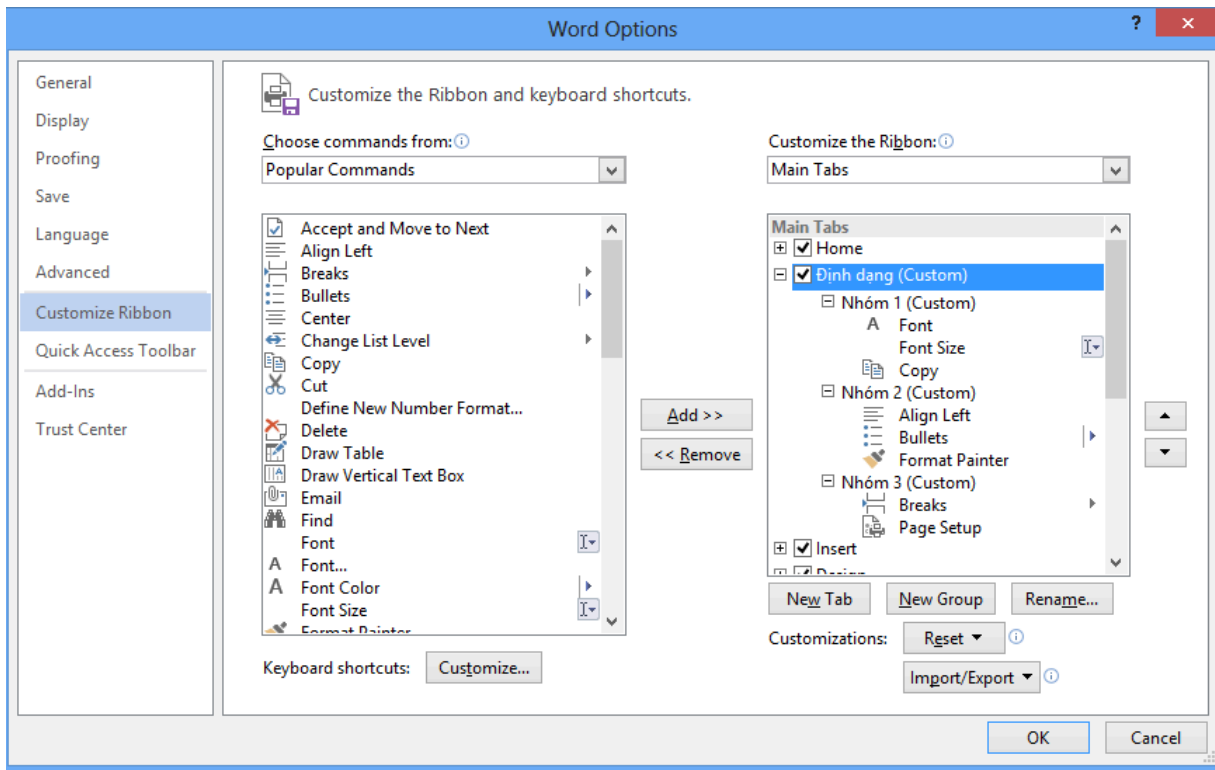 Word Options
?
General
Display
Proofing
Save
Language
Advanced
Customize Ribbon
Quick Access Toolbar
Add-Ins
Trust Center
Customize the Ribbon and keyboard shortcuts.
Choose commands from:
Popular Commands
Accept and Move to Next
Align Left
Breaks
Bullets
Center
Change List Level
Copy
Cut
Define New Number Format...
Delete
Draw Table
Draw Vertical Text Box
Email
Find
Font
Font...
Font Color
Font Size
Format Painter
Keyboard shortcuts:
Customize...
Add >>
<< Remove
Customize the Ribbon:
Main Tabs
Main Tabs
Home
Định dạng (Custom)
Nhóm 1 (Custom)
Font
Font Size
Copy
Nhóm 2 (Custom)
Align Left
Bullets
Format Painter
Nhóm 3 (Custom)
Breaks
Page Setup
Insert
Design
New Tab
New Group
Rename...
Customizations:
Reset
Import/Export
OK
Cancel